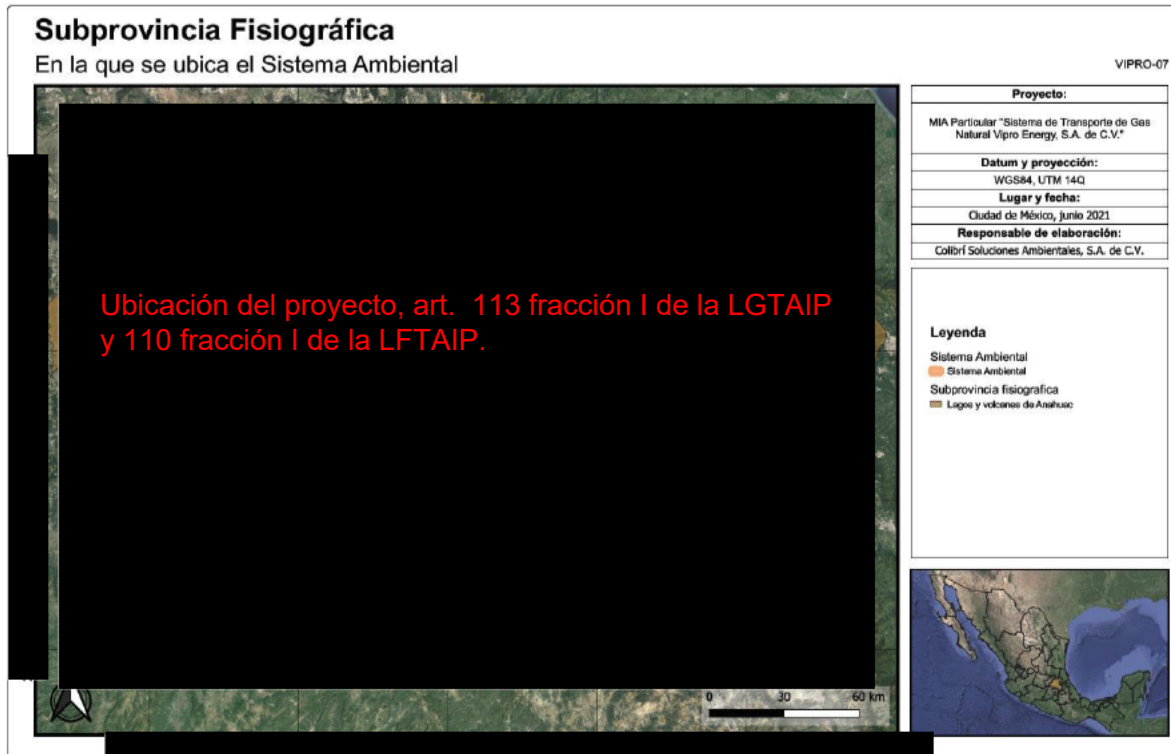 Subprovincia Fisiográfica
En la que se ubica el Sistema Ambiental
VIPRO-07
Ubicación del proyecto, art. 113 fracción I de la LGTAIP
y 110 fracción I de la LFTAIP.
0 30 60 km
Proyecto:
MIA Particular "Sistema de Transporte de Gas
Natural Vipro Energy, S.A. de C.V."
Datum y proyección:
WGS84, UTM 14Q
Lugar y fecha:
Ciudad de México, junio 2021
Responsable de elaboración:
Colibrí Soluciones Ambientales, S.A. de C.V.
Leyenda
Sistema Ambiental
Sistema Ambiental
Subprovincia fisiografica
Lagos y volcanes de Anahuac